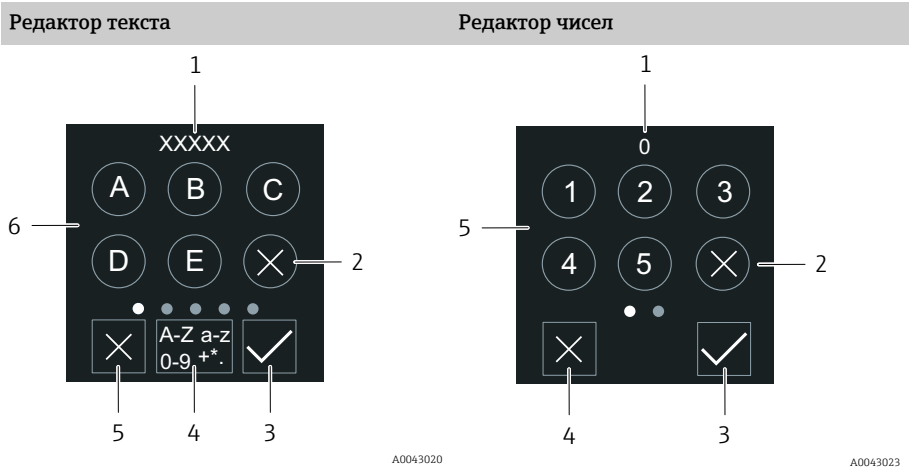 Редактор текста
Редактор чисел
1
XXXXX
A B C
6
D E
2
A-Z a-z
0-9 +*.
5 4 3
A0043020
1
0
1 2 3
5
4 5
2
4 3
A0043023